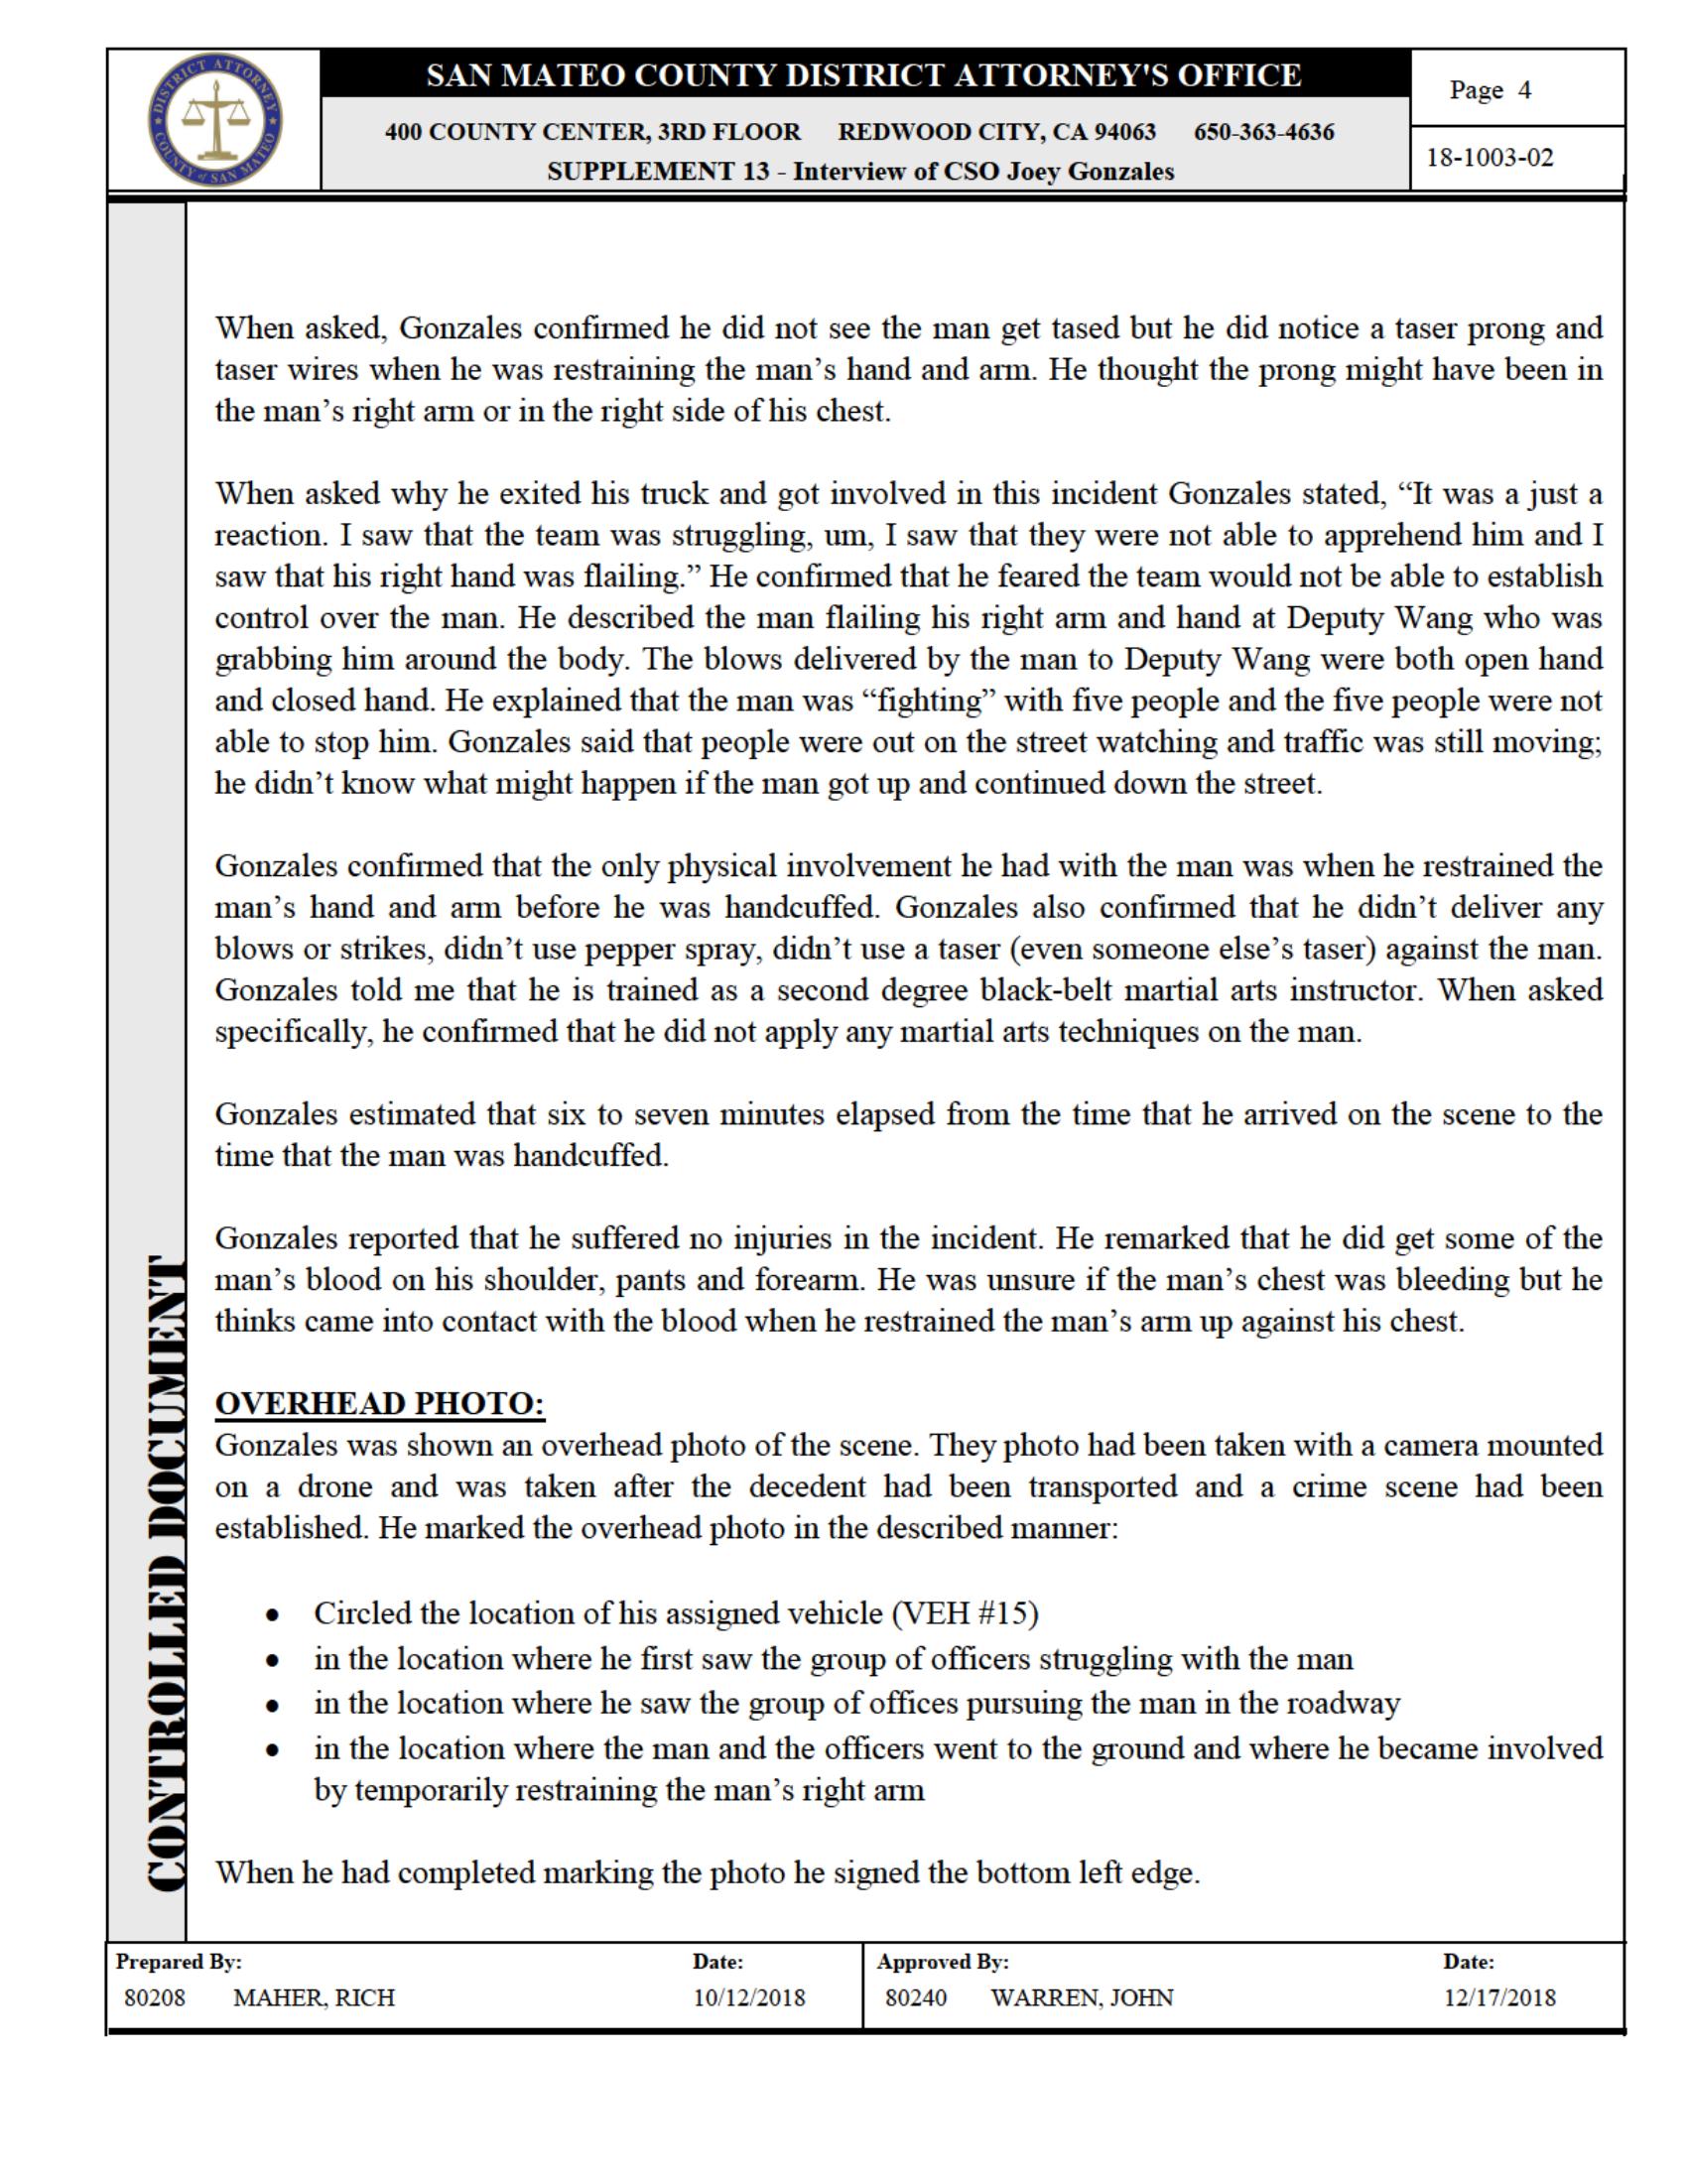 DISTRICT ATTORNEY
COUNTY of SAN MATEO
SAN MATEO COUNTY DISTRICT ATTORNEY'S OFFICE
400 COUNTY CENTER, 3RD FLOOR REDWOOD CITY, CA 94063 650-363-4636
SUPPLEMENT 13 - Interview of CSO Joey Gonzales
Page 4
18-1003-02
When asked, Gonzales confirmed he did not see the man get tased but he did notice a taser prong and
taser wires when he was restraining the man’s hand and arm. He thought the prong might have been in
the man’s right arm or in the right side of his chest.
When asked why he exited his truck and got involved in this incident Gonzales stated, “It was a just a
reaction. I saw that the team was struggling, um, I saw that they were not able to apprehend him and I
saw that his right hand was flailing.” He confirmed that he feared the team would not be able to establish
control over the man. He described the man flailing his right arm and hand at Deputy Wang who was
grabbing him around the body. The blows delivered by the man to Deputy Wang were both open hand
and closed hand. He explained that the man was “fighting” with five people and the five people were not
able to stop him. Gonzales said that people were out on the street watching and traffic was still moving;
he didn’t know what might happen if the man got up and continued down the street.
Gonzales confirmed that the only physical involvement he had with the man was when he restrained the
man’s hand and arm before he was handcuffed. Gonzales also confirmed that he didn’t deliver any
blows or strikes, didn’t use pepper spray, didn’t use a taser (even someone else’s taser) against the man.
Gonzales told me that he is trained as a second degree black-belt martial arts instructor. When asked
specifically, he confirmed that he did not apply any martial arts techniques on the man.
Gonzales estimated that six to seven minutes elapsed from the time that he arrived on the scene to the
time that the man was handcuffed.
Gonzales reported that he suffered no injuries in the incident. He remarked that he did get some of the
man’s blood on his shoulder, pants and forearm. He was unsure if the man’s chest was bleeding but he
thinks came into contact with the blood when he restrained the man’s arm up against his chest.
OVERHEAD PHOTO:
Gonzales was shown an overhead photo of the scene. They photo had been taken with a camera mounted
on a drone and was taken after the decedent had been transported and a crime scene had been
established. He marked the overhead photo in the described manner:
• Circled the location of his assigned vehicle (VEH #15)
• in the location where he first saw the group of officers struggling with the man
• in the location where he saw the group of offices pursuing the man in the roadway
• in the location where the man and the officers went to the ground and where he became involved
by temporarily restraining the man’s right arm
When he had completed marking the photo he signed the bottom left edge.
CONTROLLED DOCUMENT
Prepared By: Date: Approved By: Date:
80208 MAHER, RICH 10/12/2018 80240 WARREN, JOHN 12/17/2018